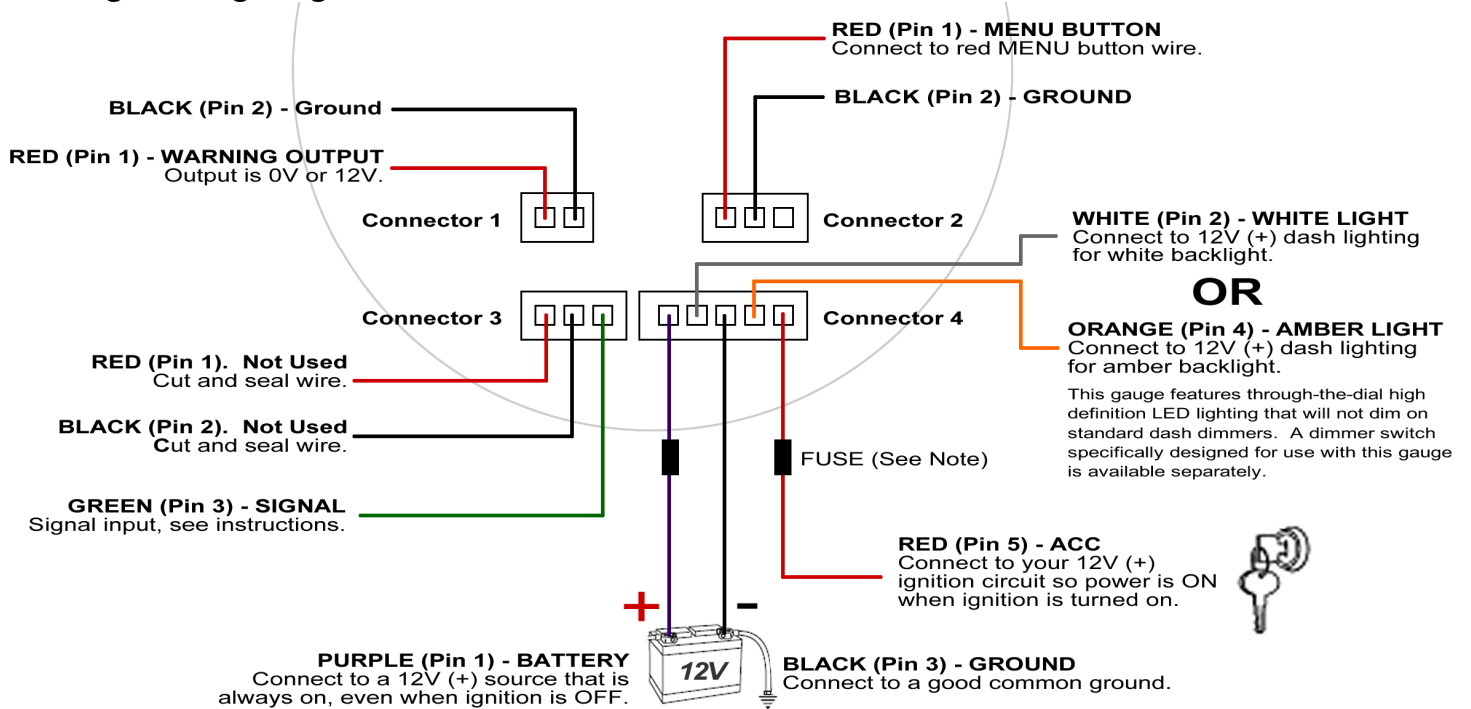 RED (Pin 1) - MENU BUTTON
Connect to red MENU button wire.
BLACK (Pin 2) - GROUND
BLACK (Pin 2) - Ground
RED (Pin 1) - WARNING OUTPUT
Output is 0V or 12V.
Connector 1
Connector 2
WHITE (Pin 2) - WHITE LIGHT
Connect to 12V (+) dash lighting
for white backlight.
OR
ORANGE (Pin 4) - AMBER LIGHT
Connect to 12V (+) dash lighting
for amber backlight.
This gauge features through-the-dial high
definition LED lighting that will not dim on
standard dash dimmers. A dimmer switch
specifically designed for use with this gauge
is available separately.
Connector 3
Connector 4
RED (Pin 1). Not Used
Cut and seal wire.
BLACK (Pin 2). Not Used
Cut and seal wire.
GREEN (Pin 3) - SIGNAL
Signal input, see instructions.
FUSE (See Note)
RED (Pin 5) - ACC
Connect to your 12V (+)
ignition circuit so power is ON
when ignition is turned on.
+
-
12V
PURPLE (Pin 1) - BATTERY
Connect to a 12V (+) source that is
always on, even when ignition is OFF.
BLACK (Pin 3) - GROUND
Connect to a good common ground.